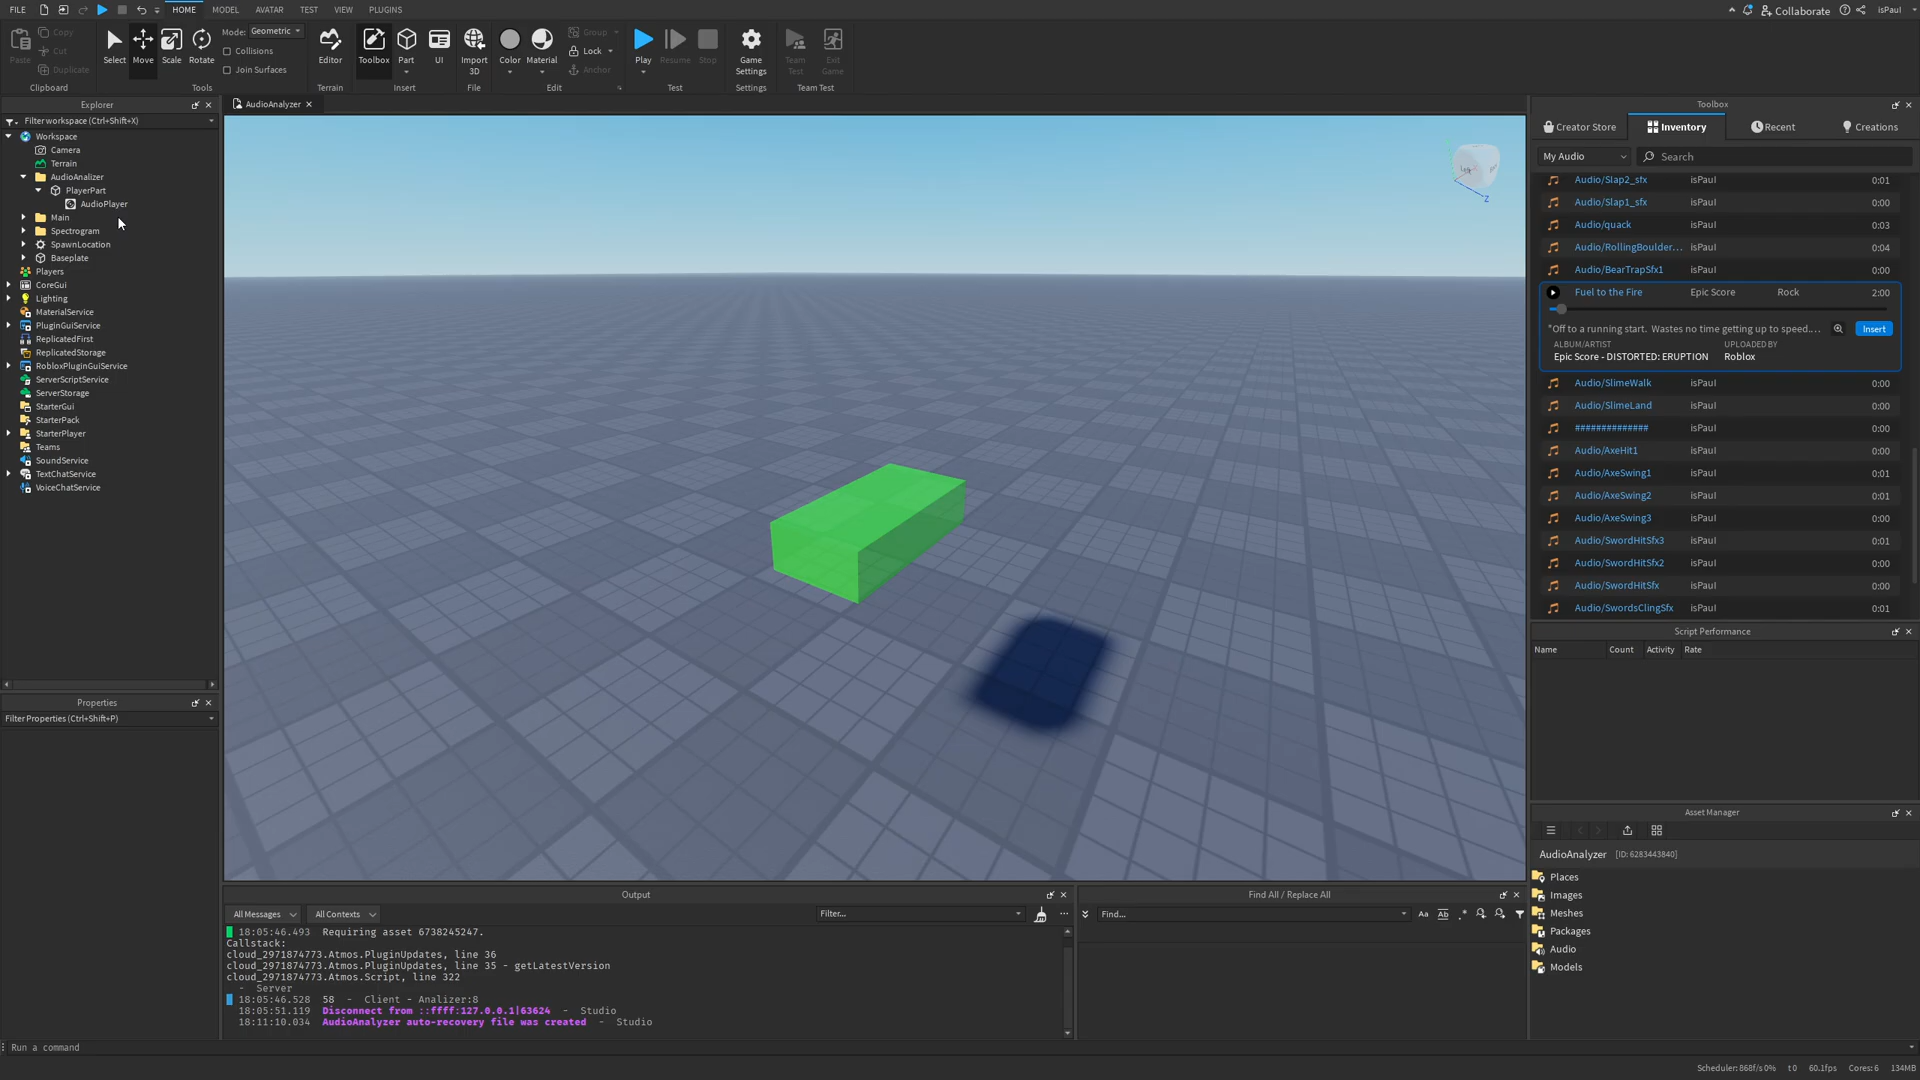 FILE HOME MODEL AVATAR TEST VIEW PLUGINS Collaborate isPaul
Paste Copy Cut Duplicate Clipboard
Select Move Scale Rotate Mode: Geometric Collisions Join Surfaces Tools
Editor Terrain
Toolbox Part UI Insert
Import 3D File
Color Material Group Lock Anchor Edit
Play Resume Stop Test
Game Settings Settings
Team Test Exit Game Team Test
Explorer
Filter workspace (Ctrl+Shift+X)
Workspace
Camera
Terrain
AudioAnalizer
PlayerPart
AudioPlayer
Main
Spectrogram
SpawnLocation
Baseplate
Players
CoreGui
Lighting
MaterialService
PluginGuiService
ReplicatedFirst
ReplicatedStorage
RobloxPluginGuiService
ServerScriptService
ServerStorage
StarterGui
StarterPack
StarterPlayer
Teams
SoundService
TextChatService
VoiceChatService
Properties
Filter Properties (Ctrl+Shift+P)
AudioAnalyzer
Z
Output
All Messages All Contexts Filter...
18:05:46.493 Requiring asset 6738245247.
Callstack:
cloud_2971874773.Atmos.PluginUpdates, line 36
cloud_2971874773.Atmos.PluginUpdates, line 35 - getLatestVersion
cloud_2971874773.Atmos.Script, line 322
- Server
18:05:46.528 58 - Client - Analizer:8
18:05:51.119 Disconnect from ::ffff:127.0.0.1|63624 - Studio
18:11:10.034 AudioAnalyzer auto-recovery file was created - Studio
Find All / Replace All
Find... Aa Ab .*
Toolbox
Creator Store Inventory Recent Creations
My Audio Search
Audio/Slap2_sfx isPaul 0:01
Audio/Slap1_sfx isPaul 0:00
Audio/quack isPaul 0:03
Audio/RollingBoulder... isPaul 0:04
Audio/BearTrapSfx1 isPaul 0:00
Fuel to the Fire Epic Score Rock 2:00
"Off to a running start. Wastes no time getting up to speed.... Insert
ALBUM/ARTIST UPLOADED BY
Epic Score - DISTORTED: ERUPTION Roblox
Audio/SlimeWalk isPaul 0:00
Audio/SlimeLand isPaul 0:00
############## isPaul 0:00
Audio/AxeHit1 isPaul 0:00
Audio/AxeSwing1 isPaul 0:01
Audio/AxeSwing2 isPaul 0:01
Audio/AxeSwing3 isPaul 0:00
Audio/SwordHitSfx3 isPaul 0:01
Audio/SwordHitSfx2 isPaul 0:00
Audio/SwordHitSfx isPaul 0:00
Audio/SwordsClingSfx isPaul 0:01
Script Performance
Name Count Activity Rate
Asset Manager
AudioAnalyzer [ID: 6283443840]
Places
Images
Meshes
Packages
Audio
Models
Run a command
Scheduler: 868f/s 0% t 0 60.1fps Cores: 6 134MB